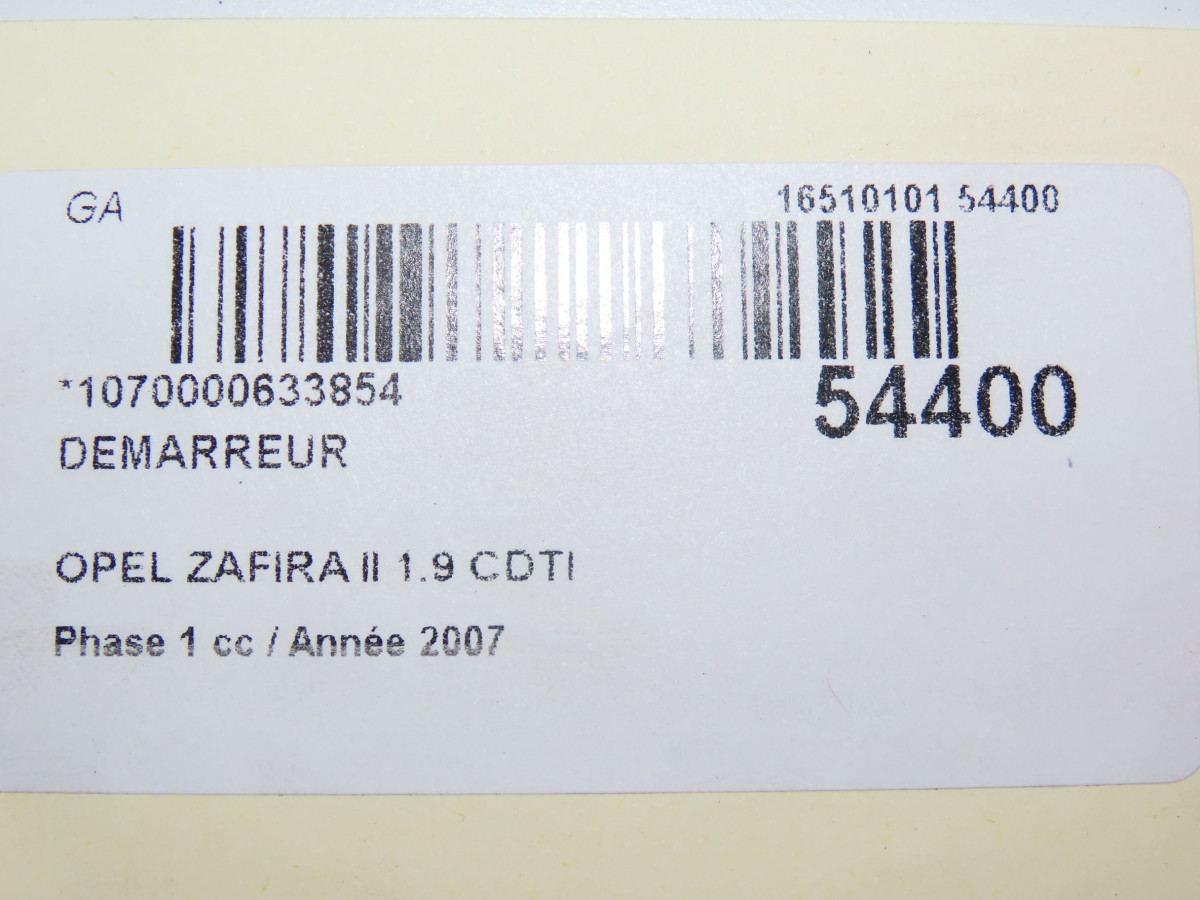 GA
16510101 54400
*1070000633854
54400
DEMARREUR
OPEL ZAFIRA II 1.9 CDTI
Phase 1 cc / Année 2007